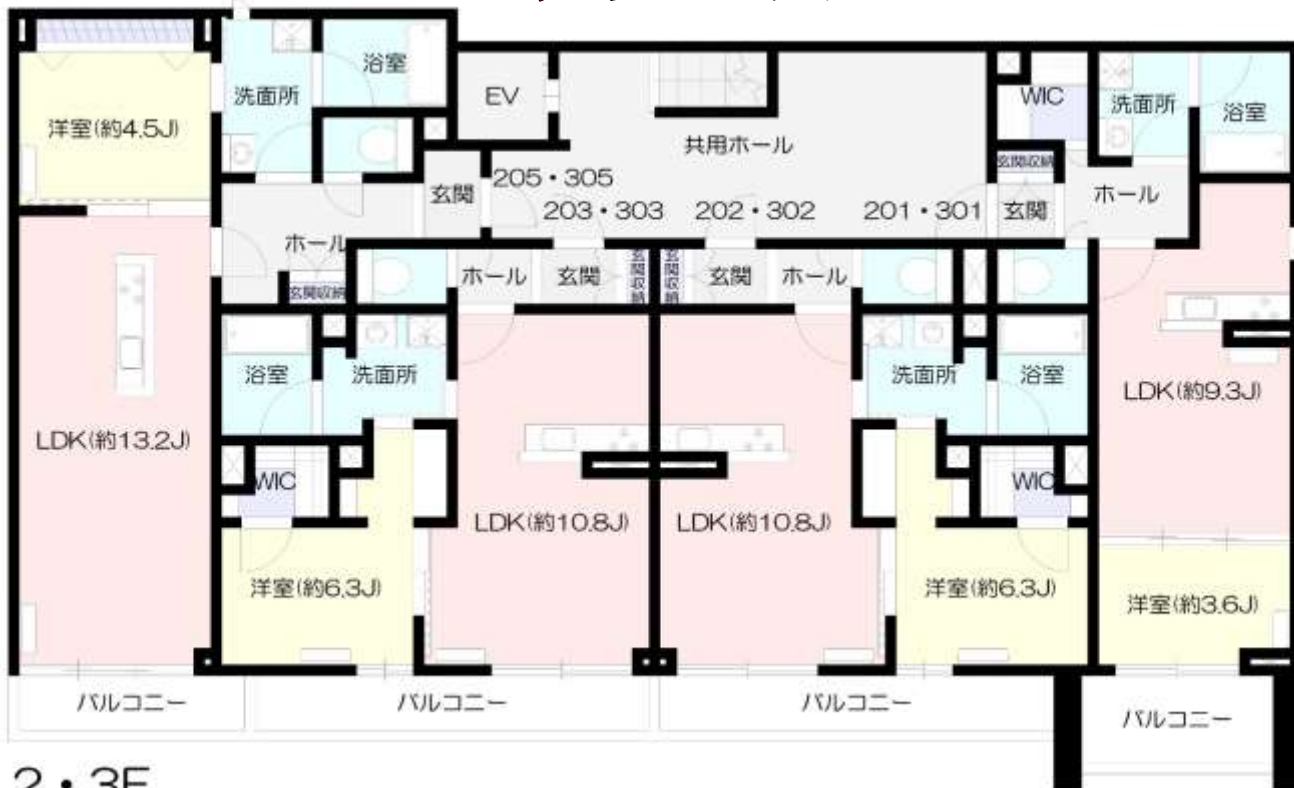 浴室
洗面所
洋室(約4.5J)
EV
共用ホール
WIC
洗面所
浴室
玄関収納
玄関
205・305
203・303
202・302
201・301
玄関
ホール
ホール
玄関収納
ホール
玄関
玄関収納
玄関収納
玄関
ホール
浴室
洗面所
洗面所
浴室
LDK(約9.3J)
LDK(約13.2J)
WIC
LDK(約10.8J)
LDK(約10.8J)
WIC
洋室(約6.3J)
洋室(約6.3J)
洋室(約3.6J)
バルコニー
バルコニー
バルコニー
バルコニー
2・3F